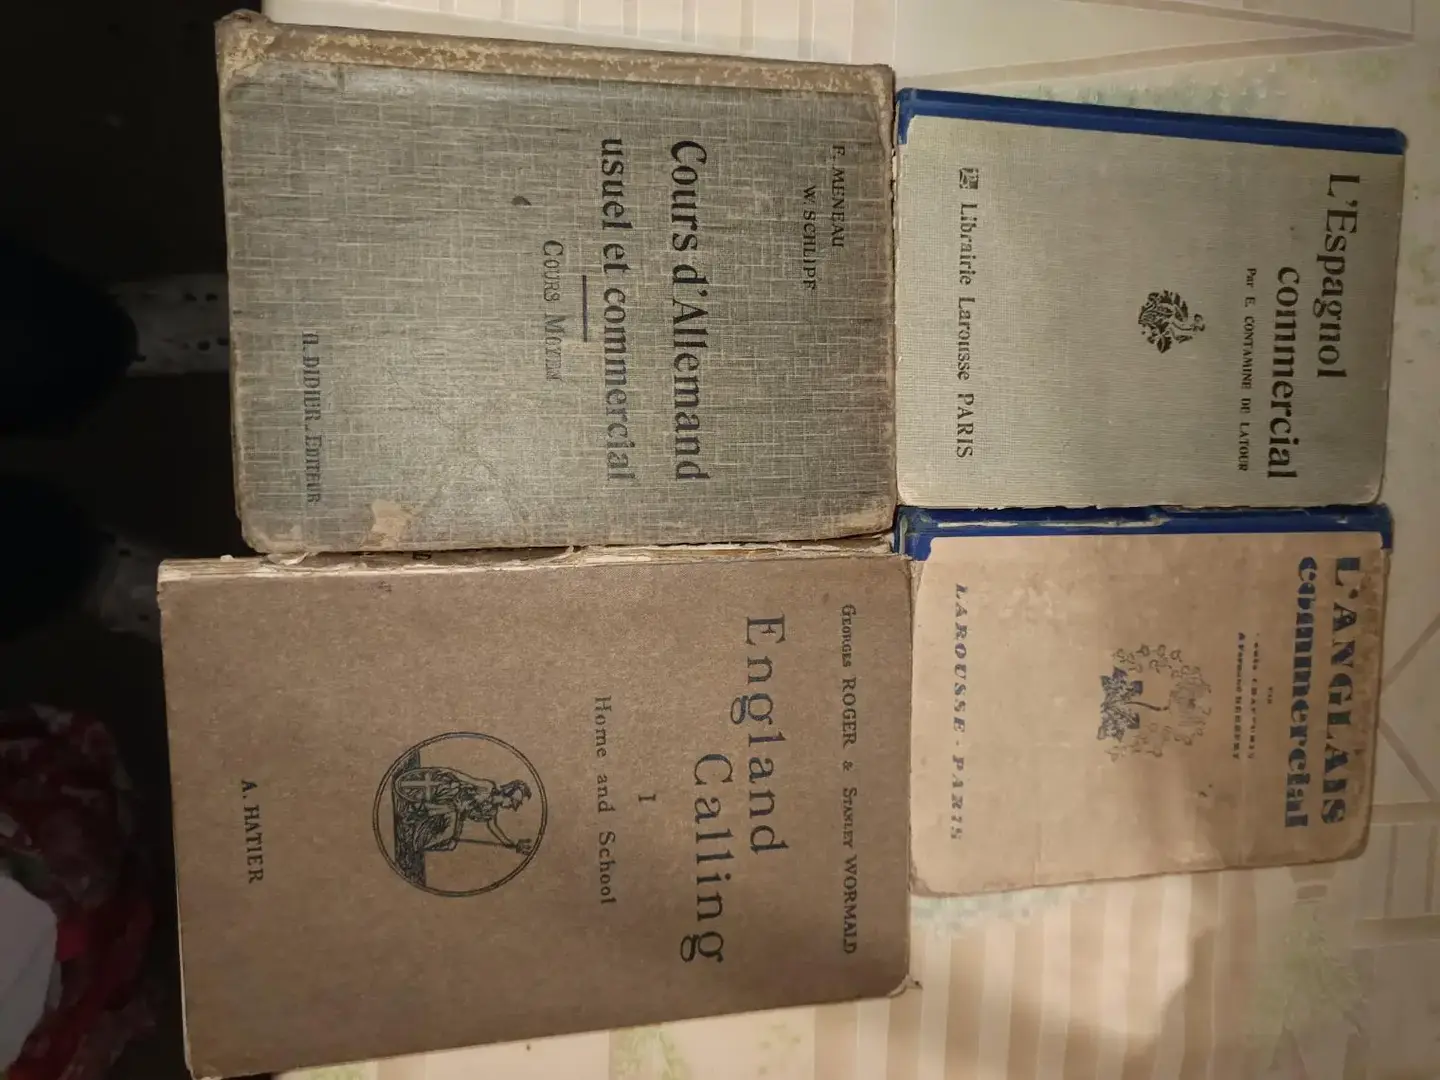 F. MENEAU
W. SCHLIPF
Cours d'Allemand
usuel et commercial
COURS MOYEN
H. DIDIER, EDITEUR
L'Espagnol
commercial
Par E. CONTAMINE DE LATOUR
Librairie Larousse PARIS
GEORGES ROGER & STANLEY WORMALD
England
Calling
I
Home and School
A. HATIER
L'ANGLAIS
commercial
PAR
LAROUSSE - PARIS